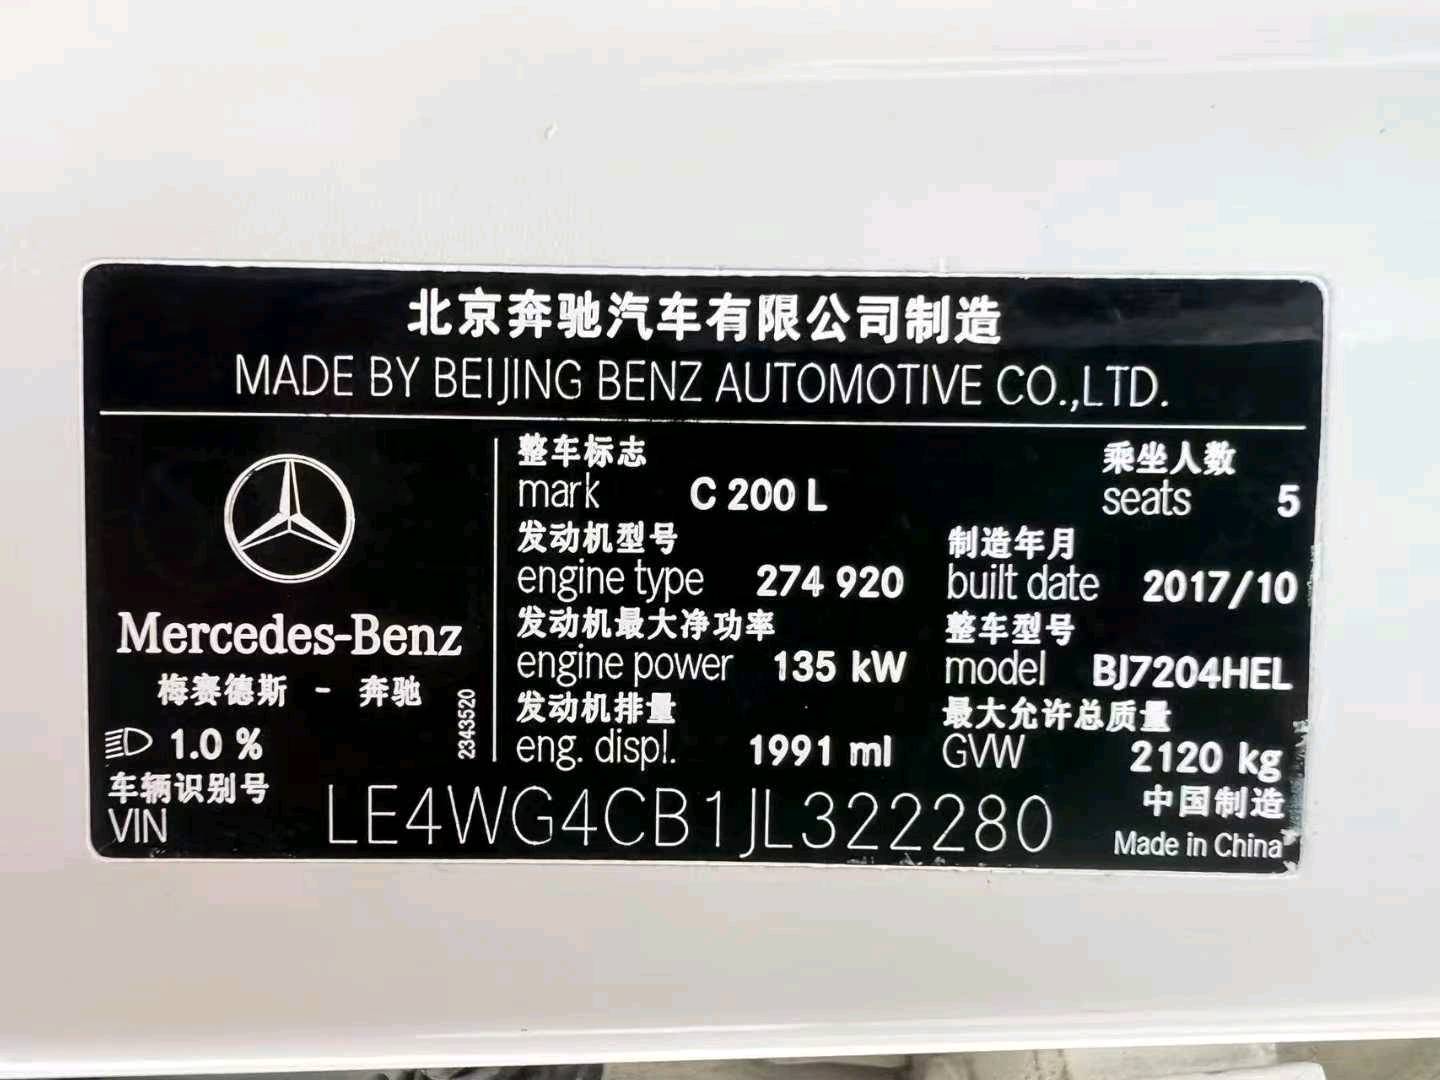 北京奔驰汽车有限公司制造
MADE BY BEIJING BENZ AUTOMOTIVE CO.,LTD.
Mercedes-Benz
梅赛德斯 - 奔驰
1.0 %
2343520
整车标志
mark C 200 L
乘坐人数
seats 5
发动机型号
engine type 274 920
制造年月
built date 2017/10
发动机最大净功率
engine power 135 kW
整车型号
model BJ7204HEL
发动机排量
eng. displ. 1991 ml
最大允许总质量
GVW 2120 kg
车辆识别号
VIN LE4WG4CB1JL322280
中国制造
Made in China